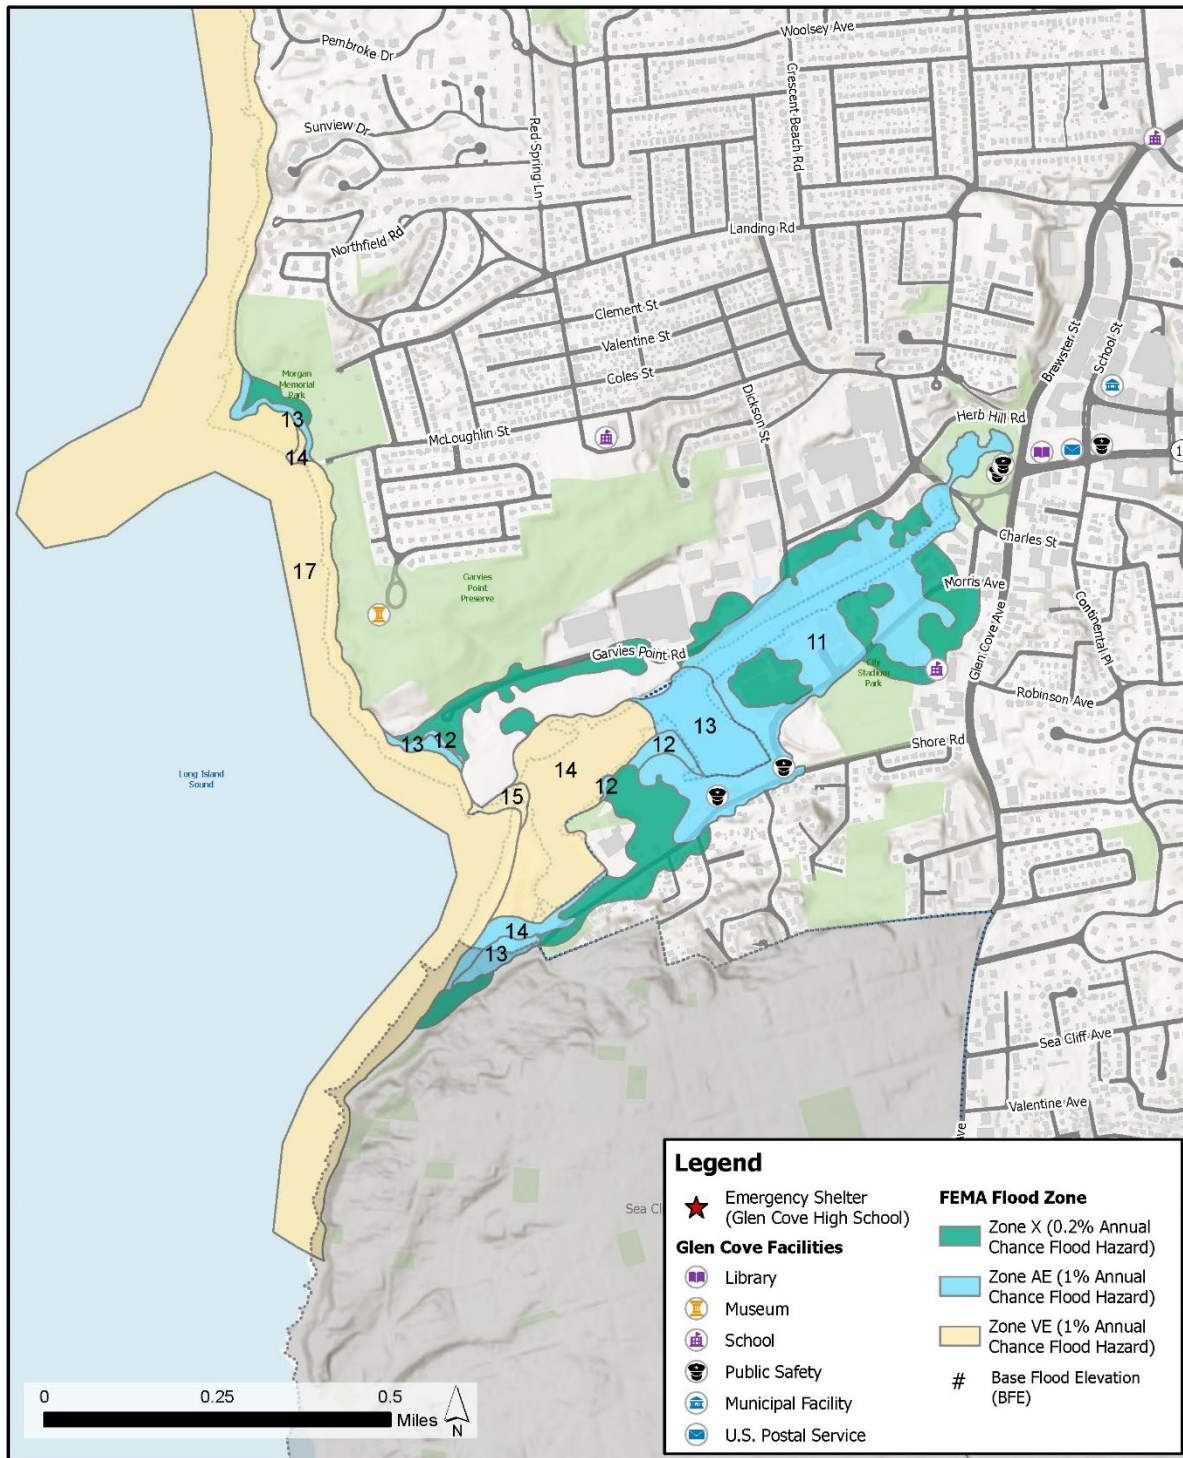 Woolsey Ave
Pembroke Dr
Crescent Beach Rd
Sunview Dr
Red Spring Ln
Northfield Rd
Landing Rd
Clement St
Valentine St
Coles St
Brewster St
School St
Morgan
Memorial
Park
Dickson St
Herb Hill Rd
McLoughlin St
13
14
1
Charles St
17
Garvies
Point
Preserve
Morris Ave
Continental Pl
11
Garvies Point Rd
City
Stadium
Park
Glen Cove Ave
Robinson Ave
13
12
12
13
Shore Rd
14
12
15
Long Island
Sound
14
13
Sea Cliff Ave
Valentine Ave
Ave
Sea Cl
Legend
Emergency Shelter
(Glen Cove High School)
Glen Cove Facilities
Library
Museum
School
Public Safety
Municipal Facility
U.S. Postal Service
FEMA Flood Zone
Zone X (0.2% Annual
Chance Flood Hazard)
Zone AE (1% Annual
Chance Flood Hazard)
Zone VE (1% Annual
Chance Flood Hazard)
# Base Flood Elevation
(BFE)
0 0.25 0.5
Miles
N